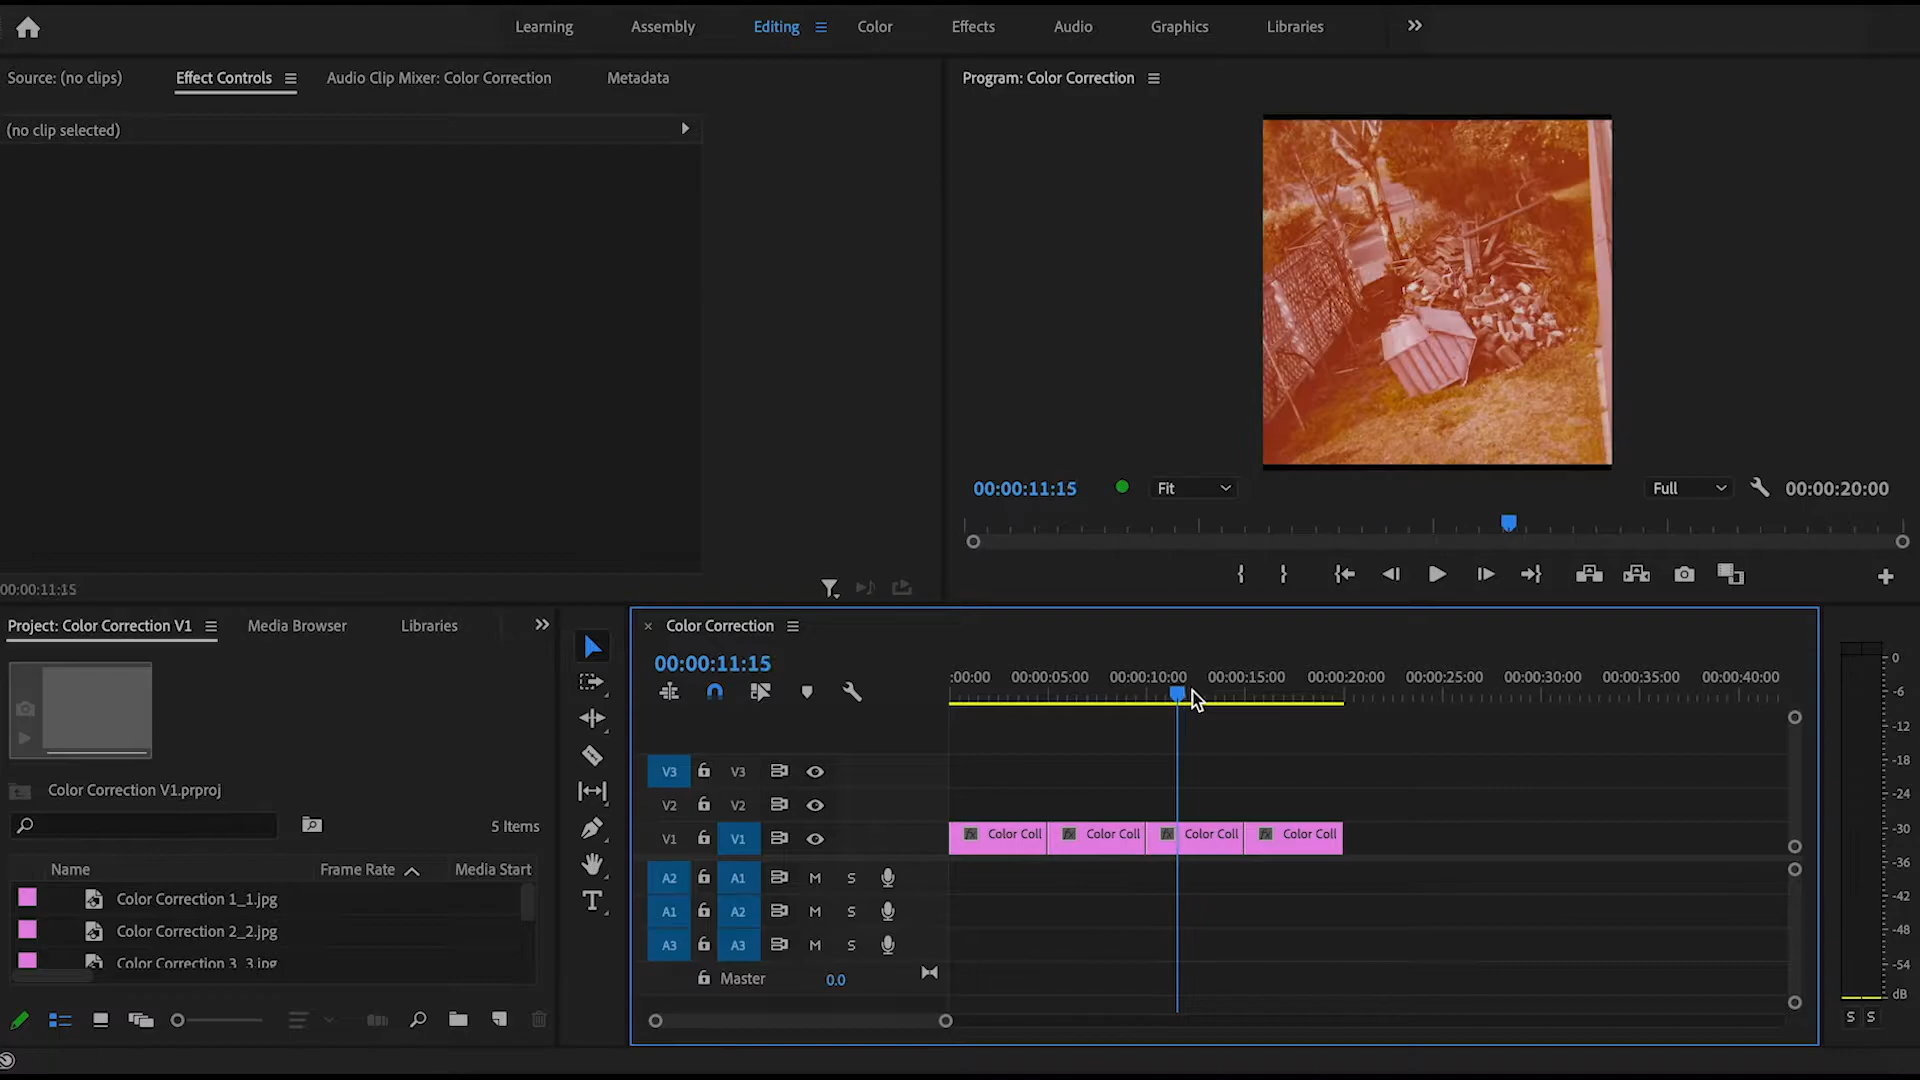 Learning Assembly Editing Color Effects Audio Graphics Libraries
Source: (no clips) Effect Controls Audio Clip Mixer: Color Correction Metadata
(no clip selected)
00:00:11:15
Program: Color Correction
00:00:11:15 Fit Full 00:00:20:00
Project: Color Correction V1 Media Browser Libraries
Color Correction V1.prproj
5 Items
Name Frame Rate Media Start
Color Correction 1_1.jpg
Color Correction 2_2.jpg
Color Correction 3_3.jpg
Color Correction
00:00:11:15
:00:00 00:00:05:00 00:00:10:00 00:00:15:00 00:00:20:00 00:00:25:00 00:00:30:00 00:00:35:00 00:00:40:00
V3 V3
V2 V2
V1 V1 fx Color Coll fx Color Coll fx Color Coll fx Color Coll
A2 A1 M S
A1 A2 M S
A3 A3 M S
Master 0.0
0
-6
-12
-18
-24
-30
-36
-42
-48
-54
dB
S S